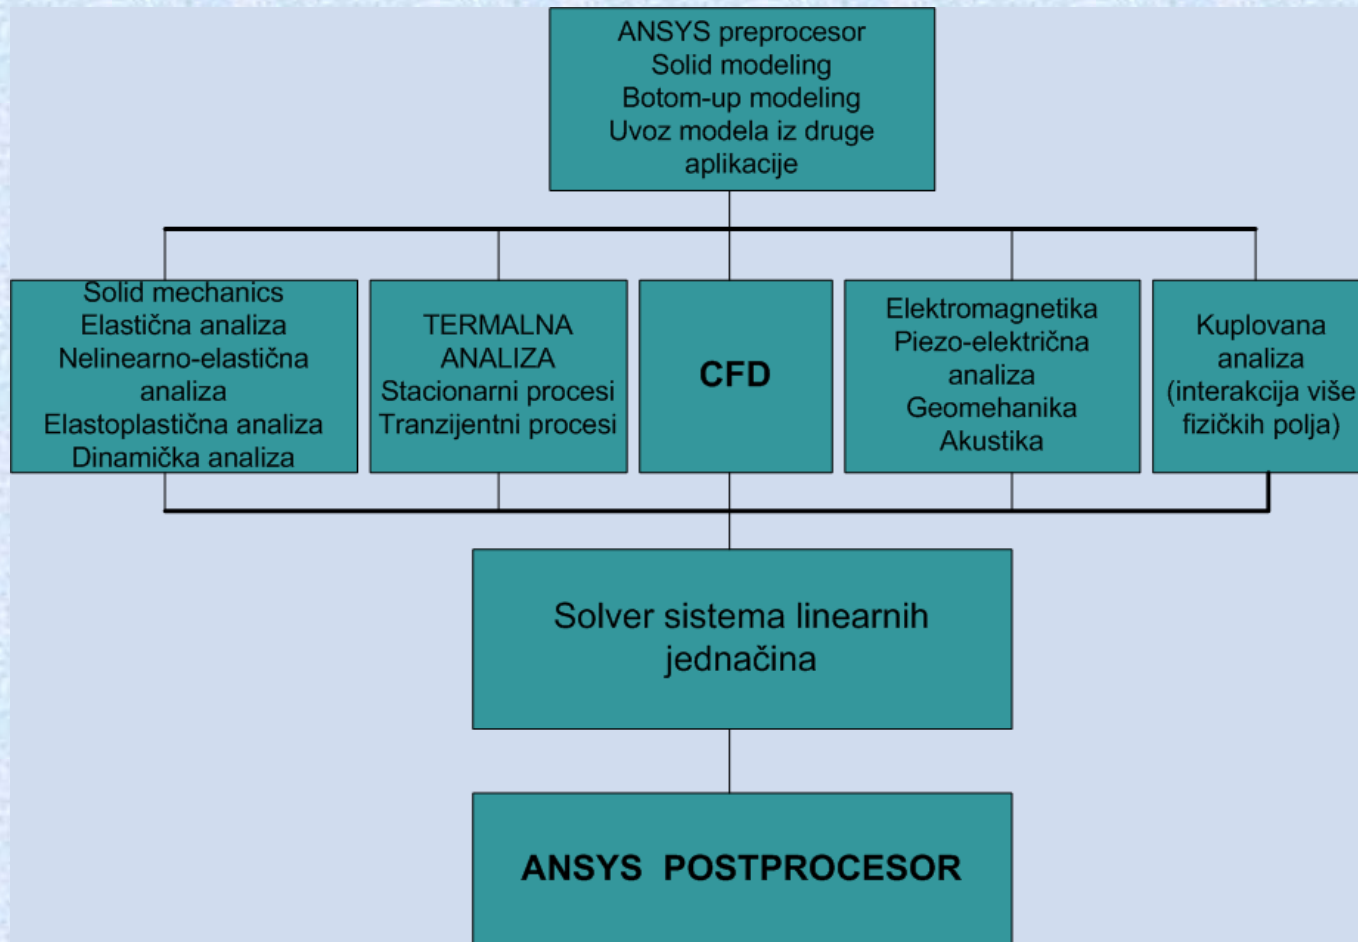 ANSYS preprocesor
Solid modeling
Botom-up modeling
Uvoz modela iz druge
aplikacije
Solid mechanics
Elastična analiza
Nelinearno-elastična
analiza
Elastoplastična analiza
Dinamička analiza
TERMALNA
ANALIZA
Stacionarni procesi
Tranzijentni procesi
CFD
Elektromagnetika
Piezo-električna
analiza
Geomehanika
Akustika
Kuplovana
analiza
(interakcija više
fizičkih polja)
Solver sistema linearnih
jednačina
ANSYS POSTPROCESOR